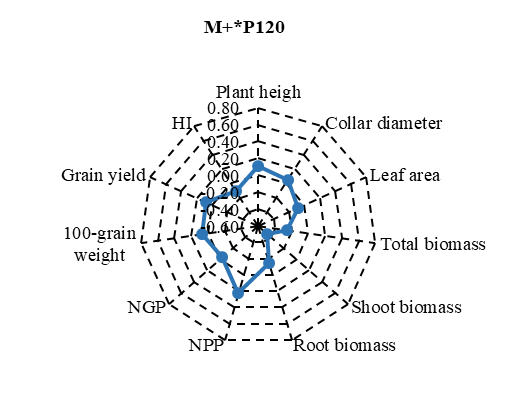 M+*P120
Plant heigh
0.80
0.60
0.40
0.20
0.00
0.20
0.40
0.60
Collar diameter
Leaf area
Total biomass
Shoot biomass
Root biomass
NPP
NGP
100-grain
weight
Grain yield
HI